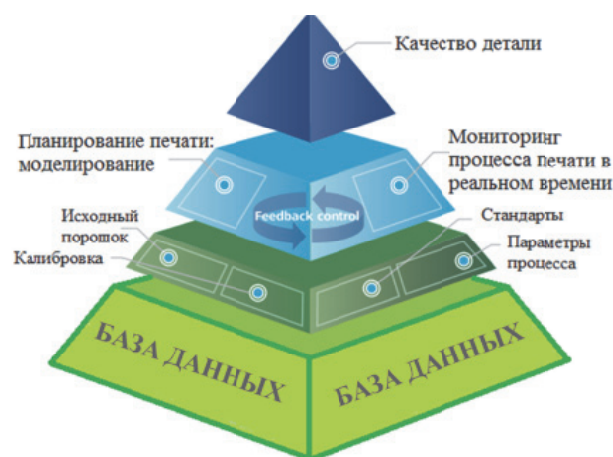 Качество детали
Планирование печати:
моделирование
Мониторинг
процесса печати в
реальном времени
Feedback control
Исходный
порошок
Калибровка
Стандарты
Параметры
процесса
БАЗА ДАННЫХ
БАЗА ДАННЫХ